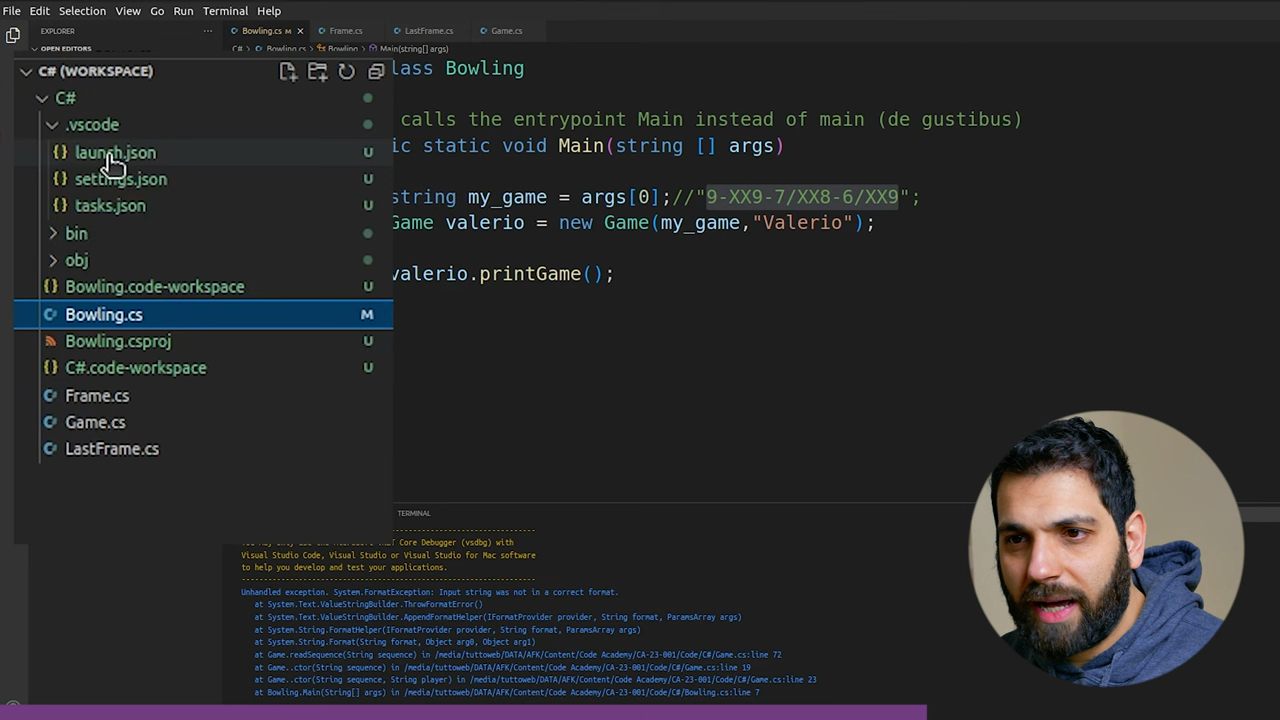 File Edit Selection View Go Run Terminal Help
EXPLORER ...
Bowling.cs M Frame.cs LastFrame.cs Game.cs
OPEN EDITORS
C# > Bowling.cs > Bowling > Main(string[] args)
C# (WORKSPACE)
C#
.vscode
launch.json U
settings.json U
tasks.json U
bin
obj
Bowling.code-workspace U
Bowling.cs M
Bowling.csproj U
C#.code-workspace U
Frame.cs
Game.cs
LastFrame.cs
lass Bowling
calls the entrypoint Main instead of main (de gustibus)
ic static void Main(string [] args)
string my_game = args[0];//"9-XX9-7/XX8-6/XX9";
Game valerio = new Game(my_game,"Valerio");
valerio.printGame();
TERMINAL
--------------------------------------------------------------------
Core Debugger (vsdbg) with
Visual Studio Code, Visual Studio or Visual Studio for Mac software
to help you develop and test your applications.
--------------------------------------------------------------------
Unhandled exception. System.FormatException: Input string was not in a correct format.
at System.Text.ValueStringBuilder.ThrowFormatError()
at System.Text.ValueStringBuilder.AppendFormatHelper(IFormatProvider provider, String format, ParamsArray args)
at System.String.FormatHelper(IFormatProvider provider, String format, ParamsArray args)
at System.String.Format(String format, Object arg0, Object arg1)
at Game.readSequence(String sequence) in /media/tuttoweb/DATA/AFK/Content/Code Academy/CA-23-001/Code/C#/Game.cs:line 72
at Game..ctor(String sequence) in /media/tuttoweb/DATA/AFK/Content/Code Academy/CA-23-001/Code/C#/Game.cs:line 19
at Game..ctor(String sequence, String player) in /media/tuttoweb/DATA/AFK/Content/Code Academy/CA-23-001/Code/C#/Game.cs:line 23
at Bowling.Main(String[] args) in /media/tuttoweb/DATA/AFK/Content/Code Academy/CA-23-001/Code/C#/Bowling.cs:line 7